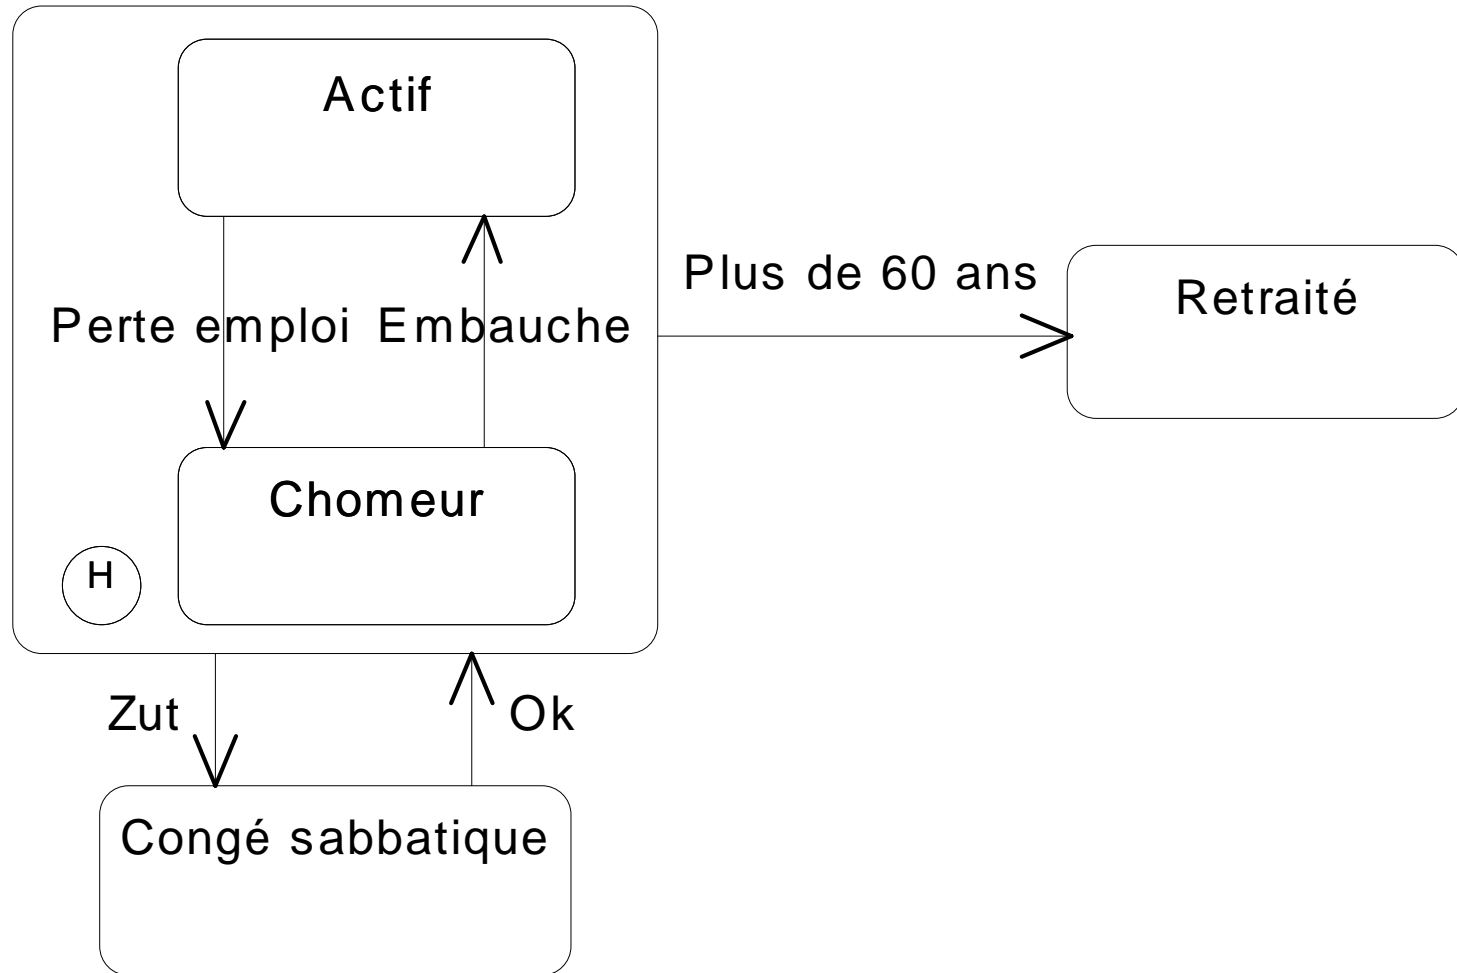 Actif
Plus de 60 ans
Retraité
Perte emploi
Embauche
Chomeur
H
Zut
Ok
Congé sabbatique